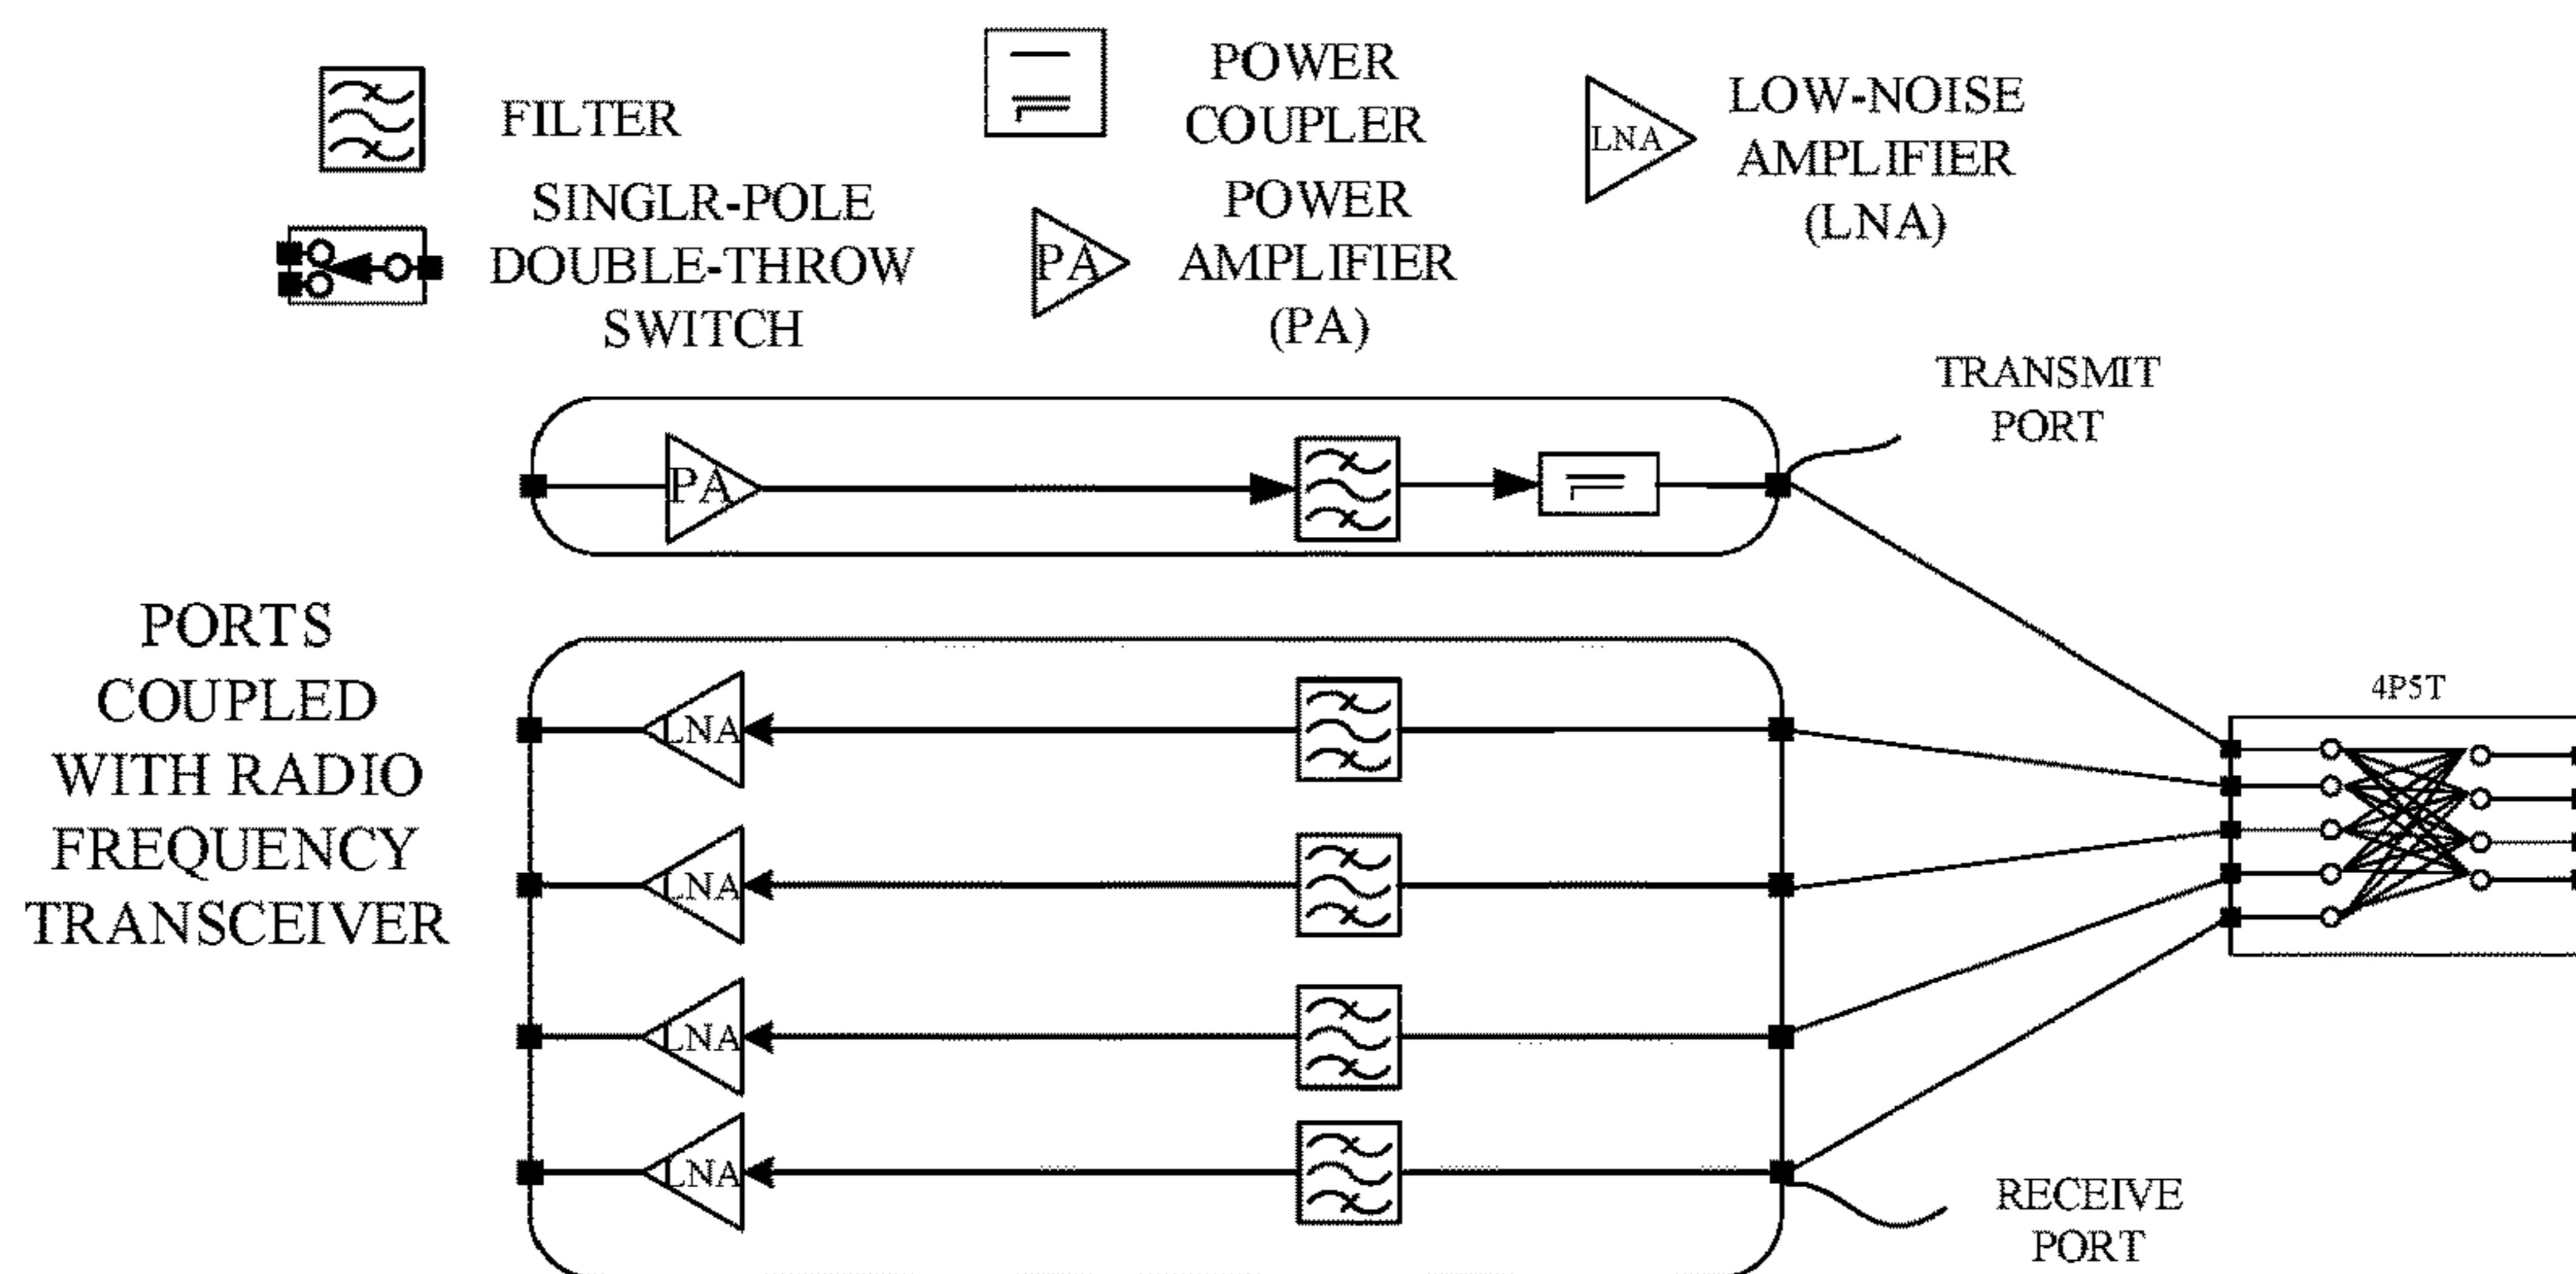 FILTER
SINGLR-POLE
DOUBLE-THROW
SWITCH
POWER
COUPLER
POWER
AMPLIFIER
(PA)
PA
LNA
LOW-NOISE
AMPLIFIER
(LNA)
TRANSMIT
PORT
PA
PORTS
COUPLED
WITH RADIO
FREQUENCY
TRANSCEIVER
LNA
LNA
LNA
LNA
4P5T
RECEIVE
PORT